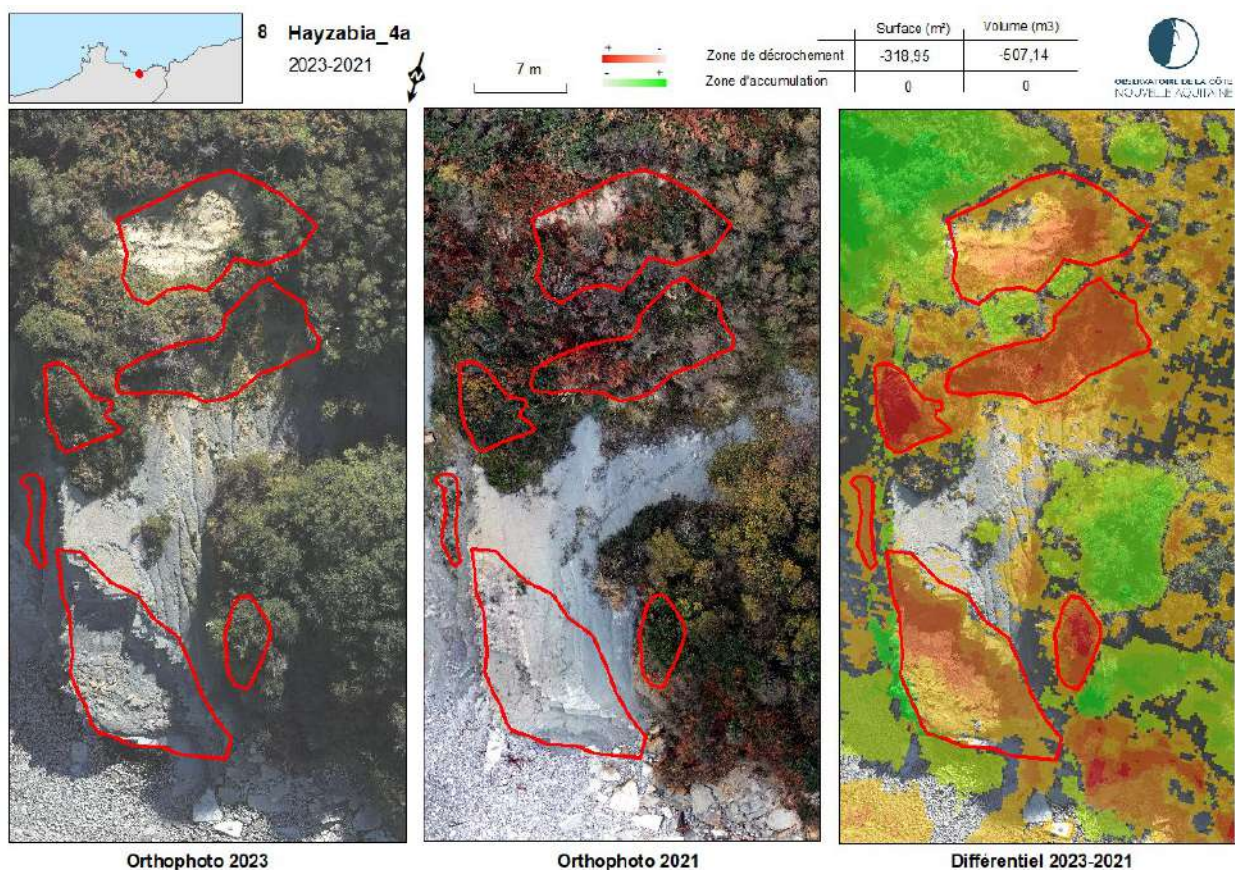 8 Hayzabia_4a
2023-2021
7 m
+ -
- +
Surface (m²) Volume (m3)
Zone de décrochement -318,95 -507,14
Zone d'accumulation 0 0
OBSERVATOIRE DE LA CÔTE
NOUVELLE AQUITAINE
Orthophoto 2023 Orthophoto 2021 Différentiel 2023-2021